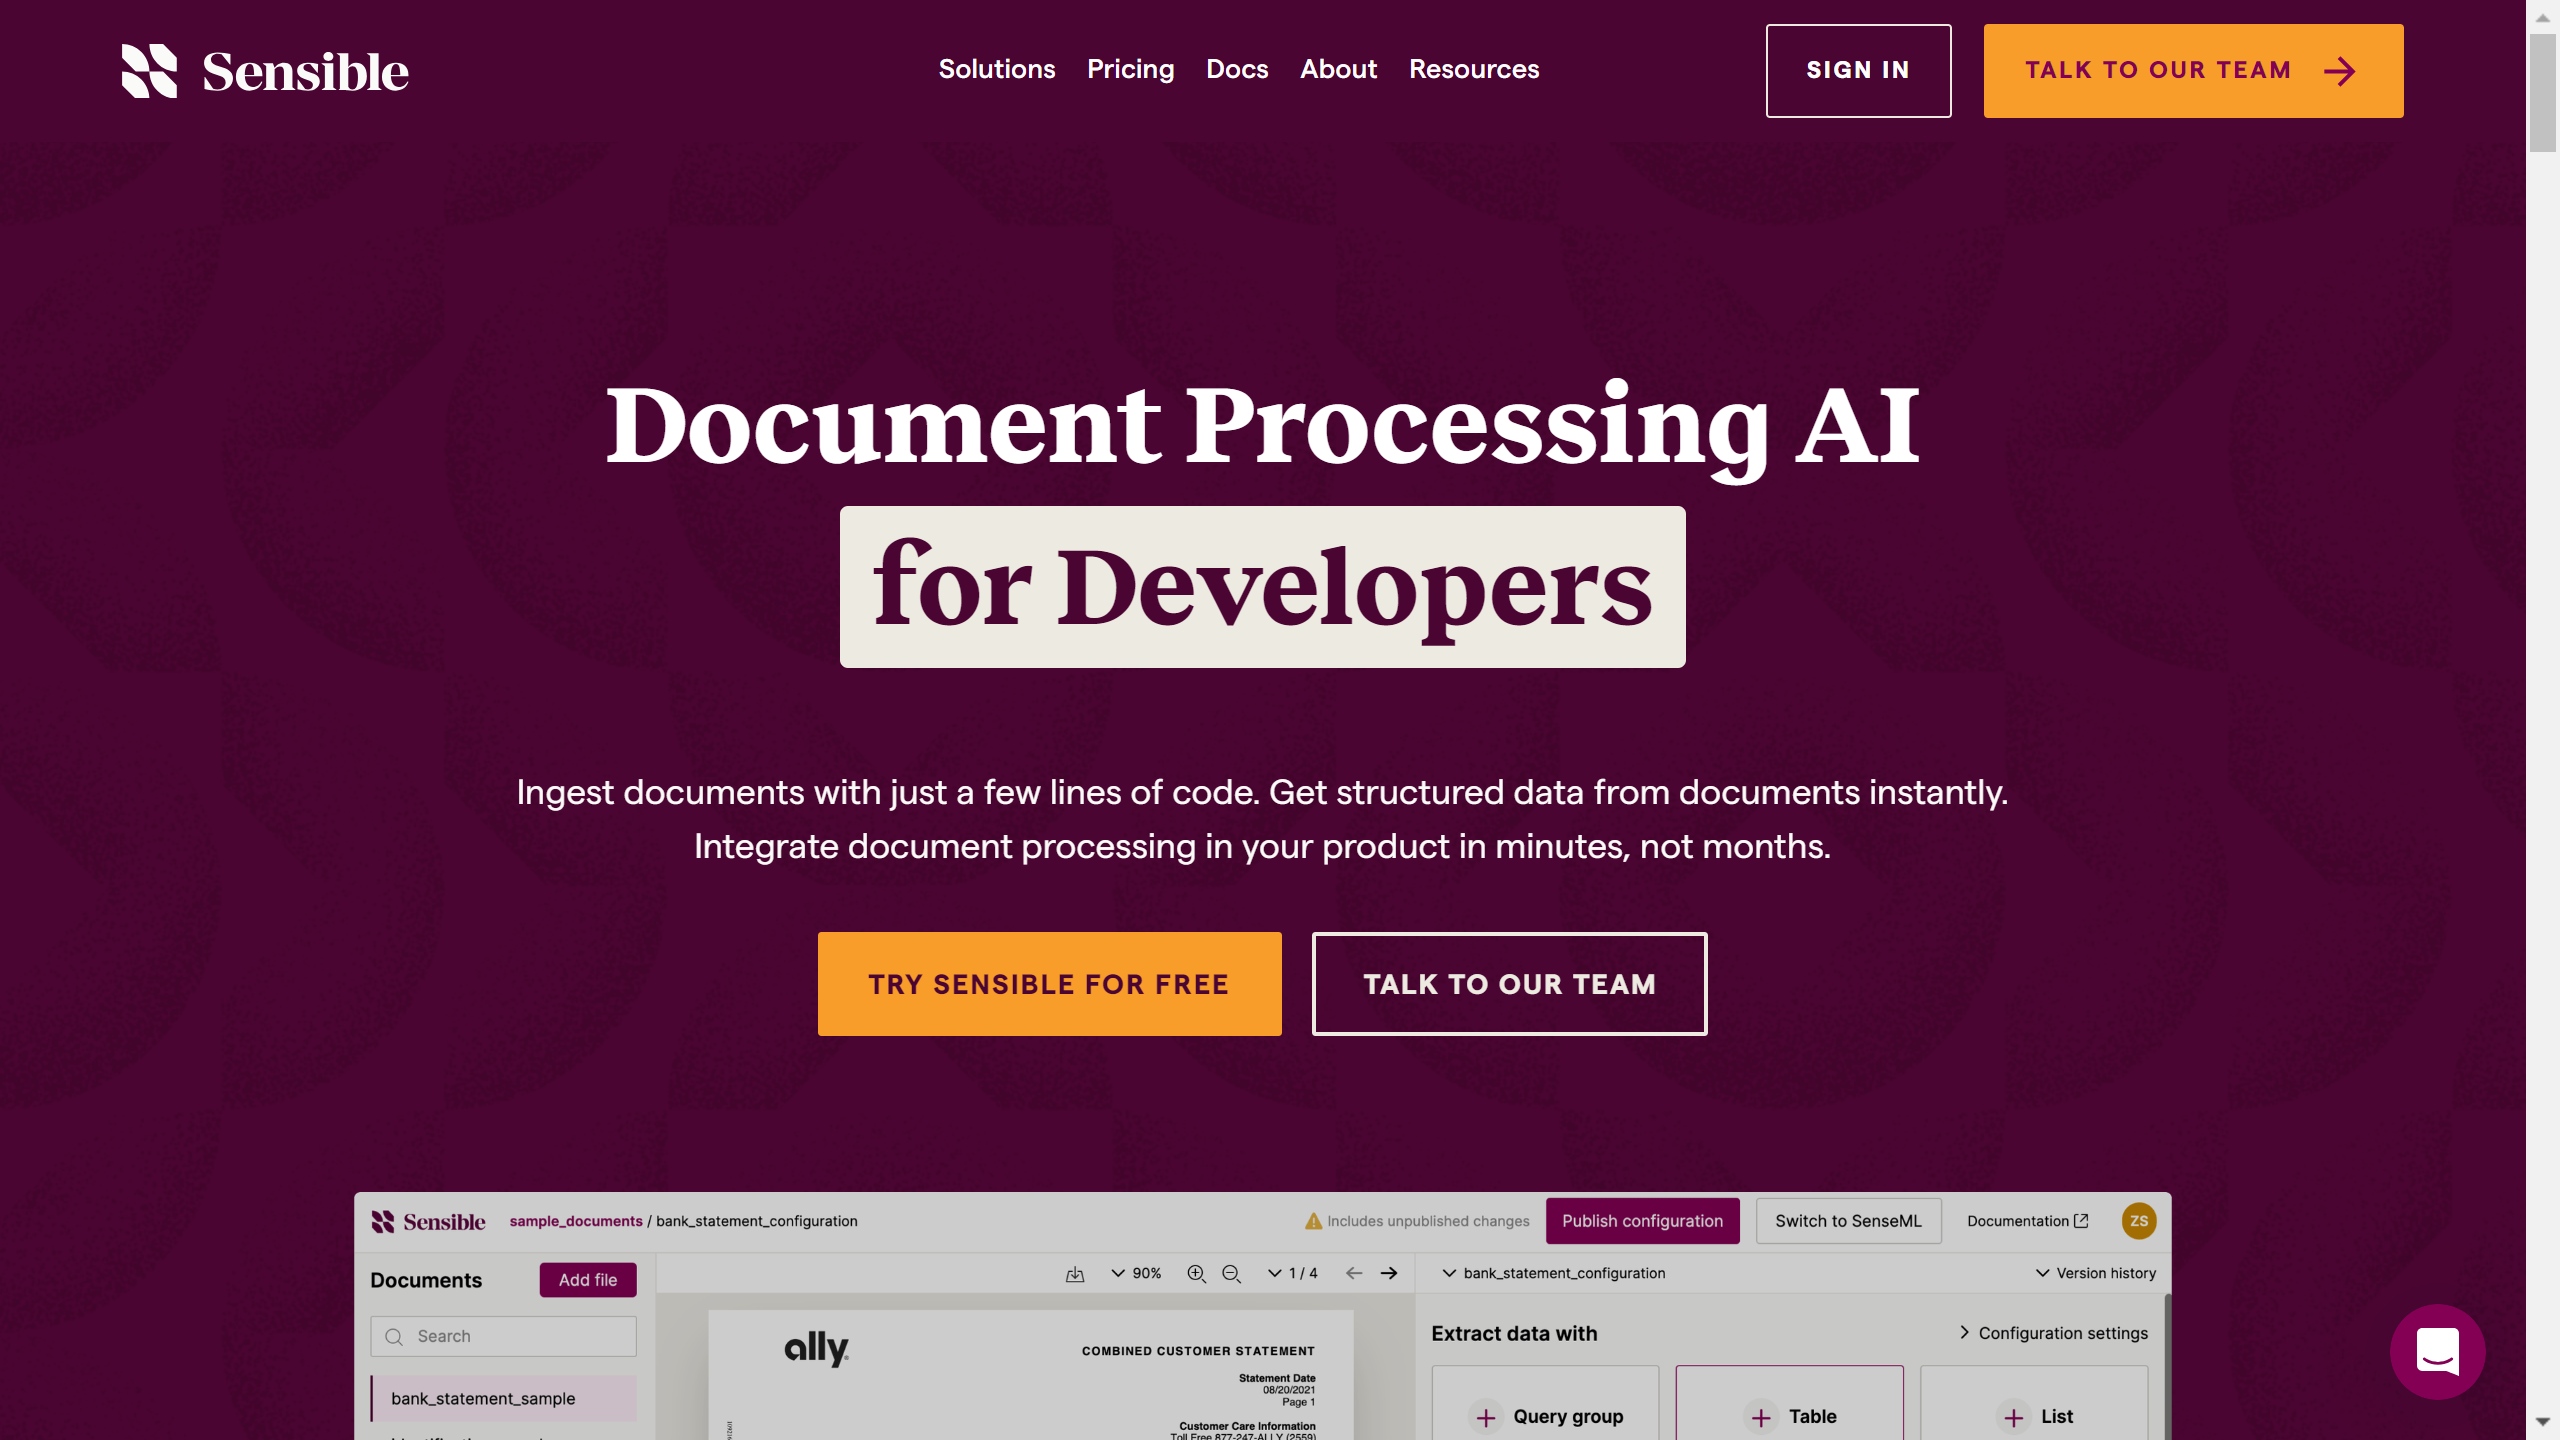 Sensible
Solutions Pricing Docs About Resources
SIGN IN
TALK TO OUR TEAM
Document Processing AI
for Developers
Ingest documents with just a few lines of code. Get structured data from documents instantly.
Integrate document processing in your product in minutes, not months.
TRY SENSIBLE FOR FREE
TALK TO OUR TEAM
Sensible
sample_documents / bank_statement_configuration
Includes unpublished changes
Publish configuration
Switch to SenseML
Documentation
ZS
Documents
Add file
90%
1 / 4
bank_statement_configuration
Version history
Search
ally
COMBINED CUSTOMER STATEMENT
Extract data with
Configuration settings
Statement Date
08/20/2021
Page 1
bank_statement_sample
Customer Care Information
Toll Free 877-247-ALLY (2559)
Query group
Table
List